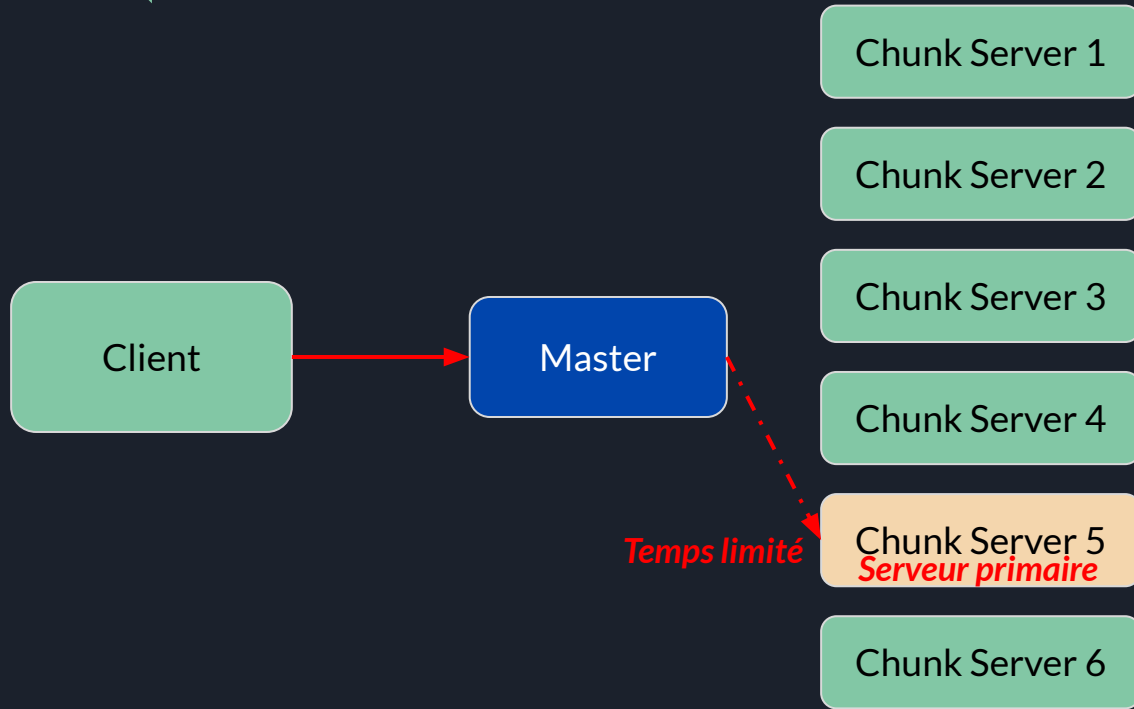 Chunk Server 1
Chunk Server 2
Chunk Server 3
Client
Master
Chunk Server 4
Temps limité
Chunk Server 5
Serveur primaire
Chunk Server 6